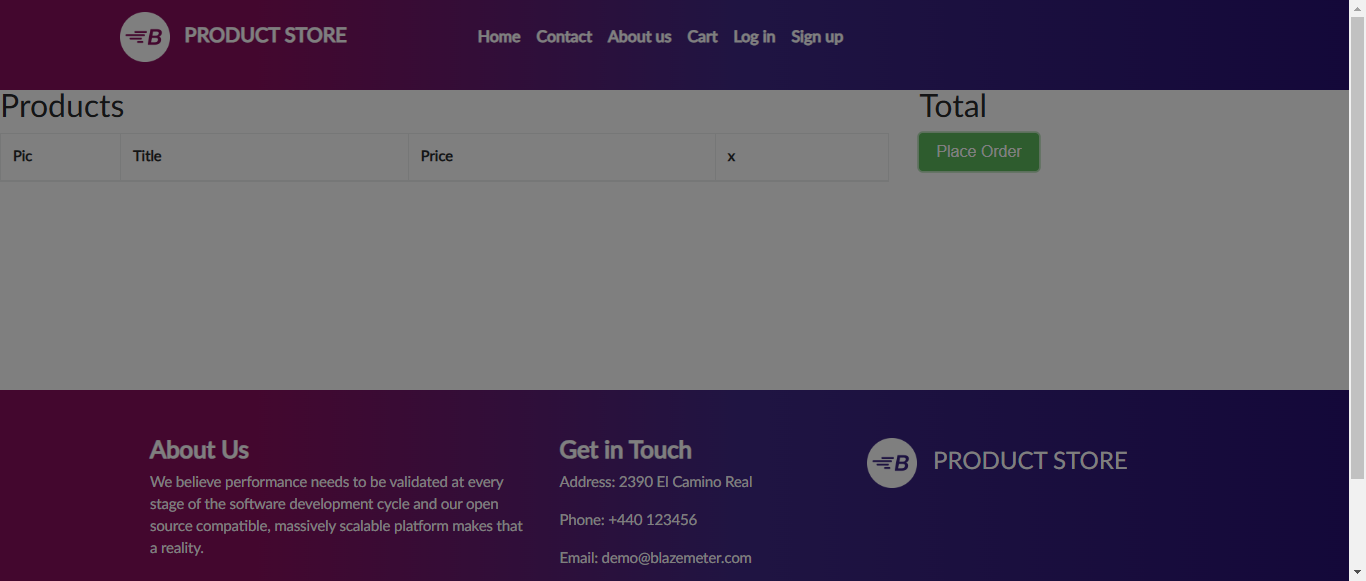 B PRODUCT STORE Home Contact About us Cart Log in Sign up
Products Total
Pic Title Price x
Place Order
About Us
We believe performance needs to be validated at every
stage of the software development cycle and our open
source compatible, massively scalable platform makes that
a reality.
Get in Touch
Address: 2390 El Camino Real
Phone: +440 123456
Email: demo@blazemeter.com
B PRODUCT STORE